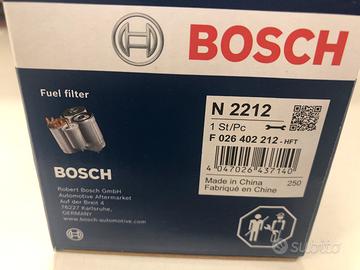 BOSCH
Fuel filter
N 2212
1 St/Pc
F 026 402 212 - HFT
4 047026 437140
Made in China
Fabriqué en Chine
250
BOSCH
Robert Bosch GmbH
Automotive Aftermarket
Auf der Breit 4
76227 Karlsruhe,
GERMANY
www.bosch-automotive.com
subito